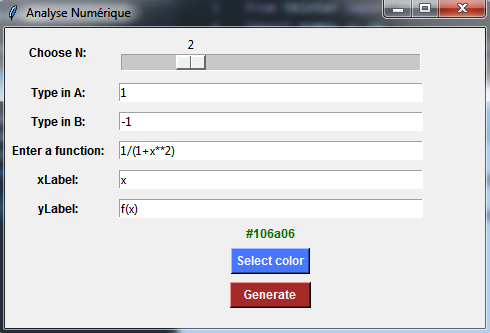 Analyse Numérique
2
Choose N:
Type in A: 1
Type in B: -1
Enter a function: 1/(1+x**2)
xLabel: x
yLabel: f(x)
#106a06
Select color
Generate